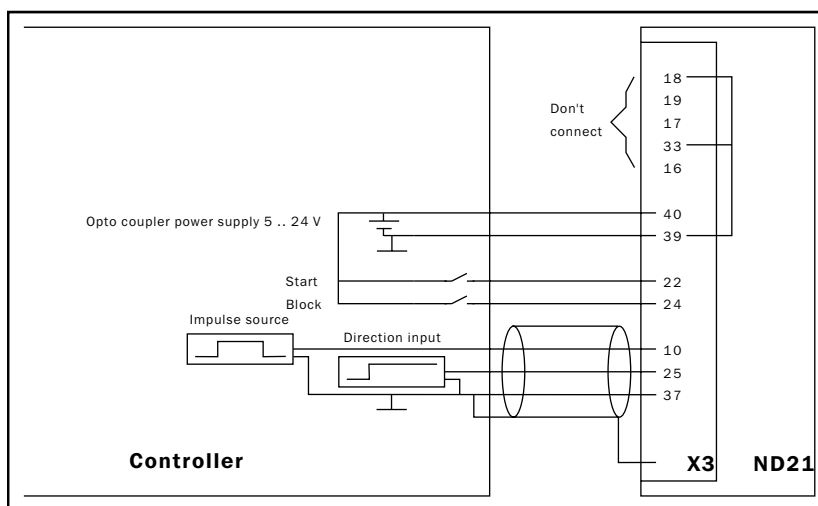 18
19
Don't
17
connect
33
16
40
Opto coupler power supply 5 .. 24 V
39
Start
22
Block
24
Impulse source
Direction input
10
25
37
Controller
X3
ND21